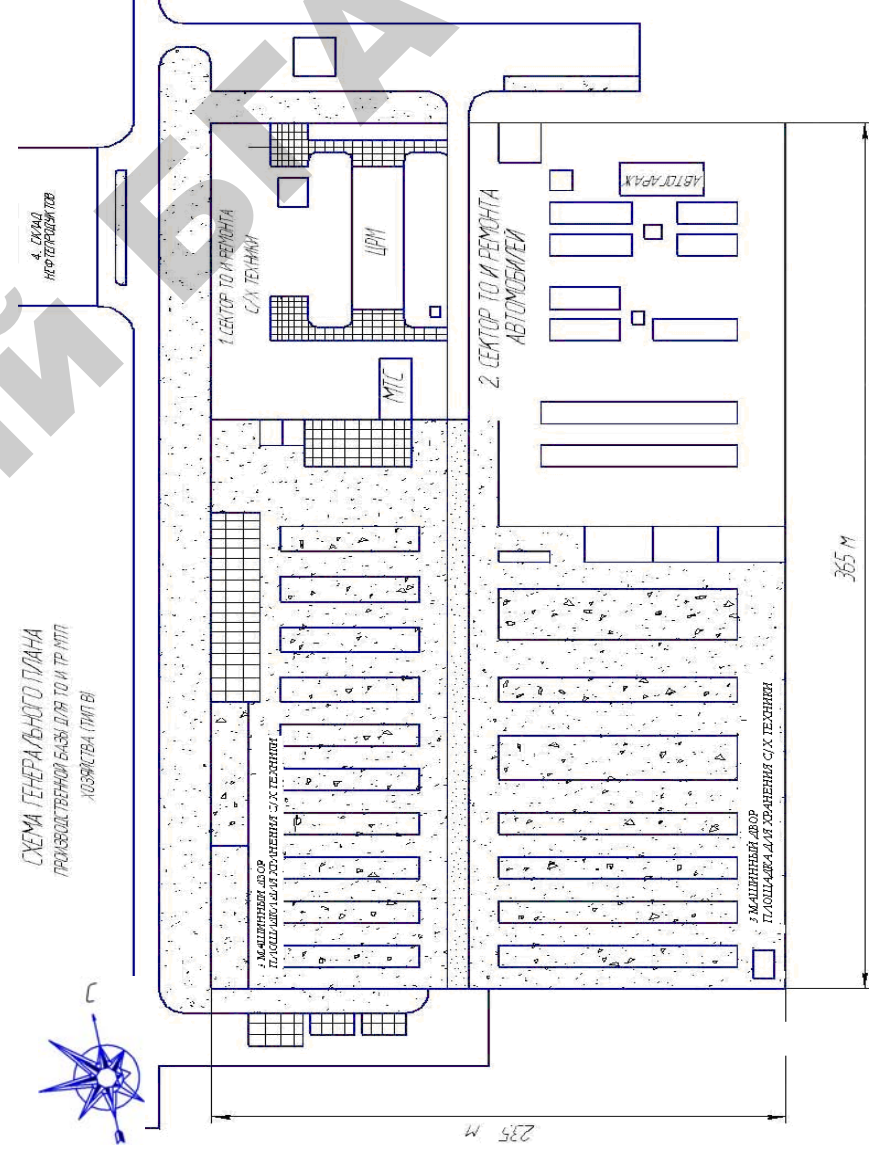 СХЕМА ГЕНЕРАЛЬНОГО ПЛАНА
ПРОИЗВОДСТВЕННОЙ БАЗЫ ДЛЯ ТО И ТР МТП
ХОЗЯЙСТВА (ТИП В)
4. СКЛАД
НЕФТЕПРОДУКТОВ
1. СЕКТОР ТО И РЕМОНТА
С/Х ТЕХНИКИ
ЦРМ
МТС
2. СЕКТОР ТО И РЕМОНТА
АВТОМОБИЛЕЙ
АВТОГАРАЖ
3 МАШИННЫЙ ДВОР
ПЛОЩАДКА ДЛЯ ХРАНЕНИЯ С/Х ТЕХНИКИ
3 МАШИННЫЙ ДВОР
ПЛОЩАДКА ДЛЯ ХРАНЕНИЯ С/Х ТЕХНИКИ
365 м
235 м
С
ИЙ БГА